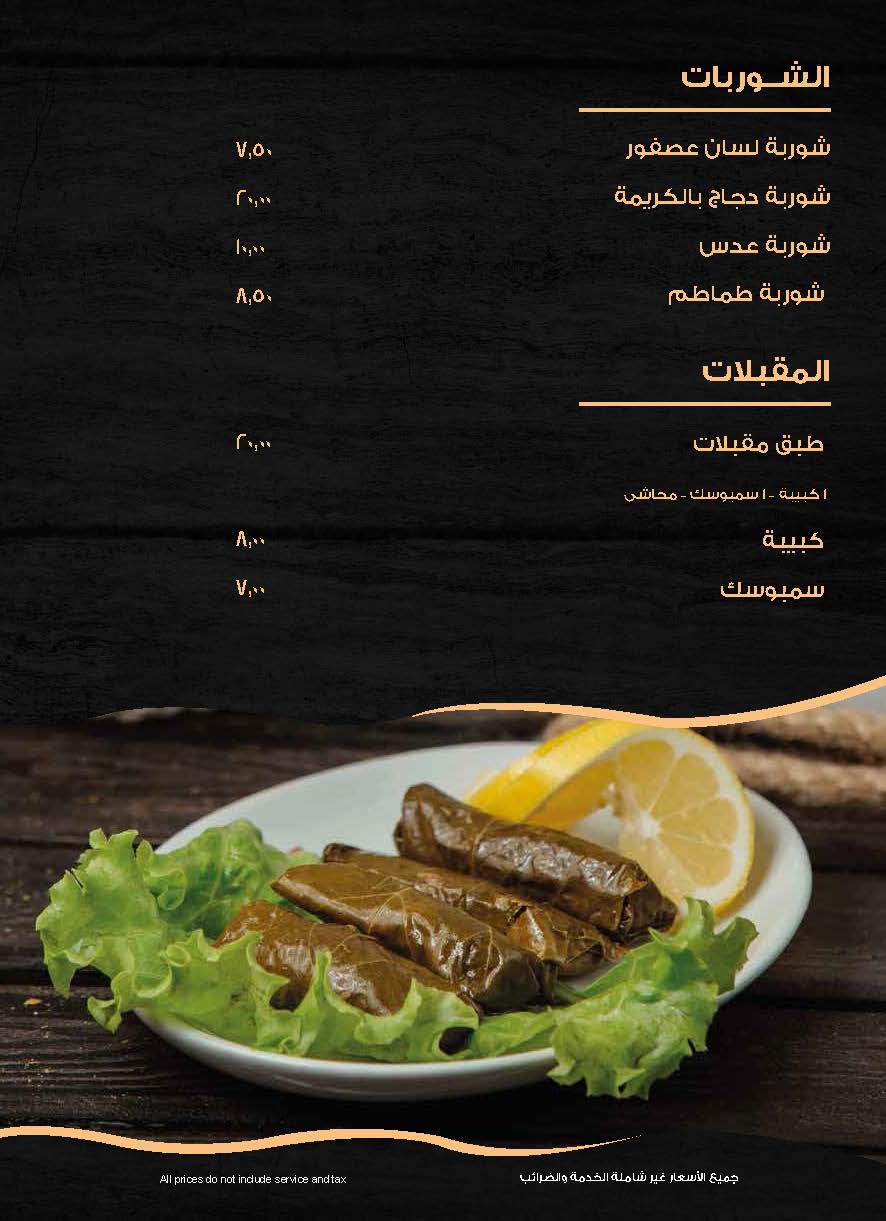 الشوربات
شوربة لسان عصفور ٧,٥٠
شوربة دجاج بالكريمة ٢٠,٠٠
شوربة عدس ١٠,٠٠
شوربة طماطم ٨,٥٠
المقبلات
طبق مقبلات ٢٠,٠٠
١ كبيبة - ١ سمبوسك - محاشى
كبيبة ٨,٠٠
سمبوسك ٧,٠٠
جميع الأسعار غير شاملة الخدمة والضرائب
All prices do not include service and tax